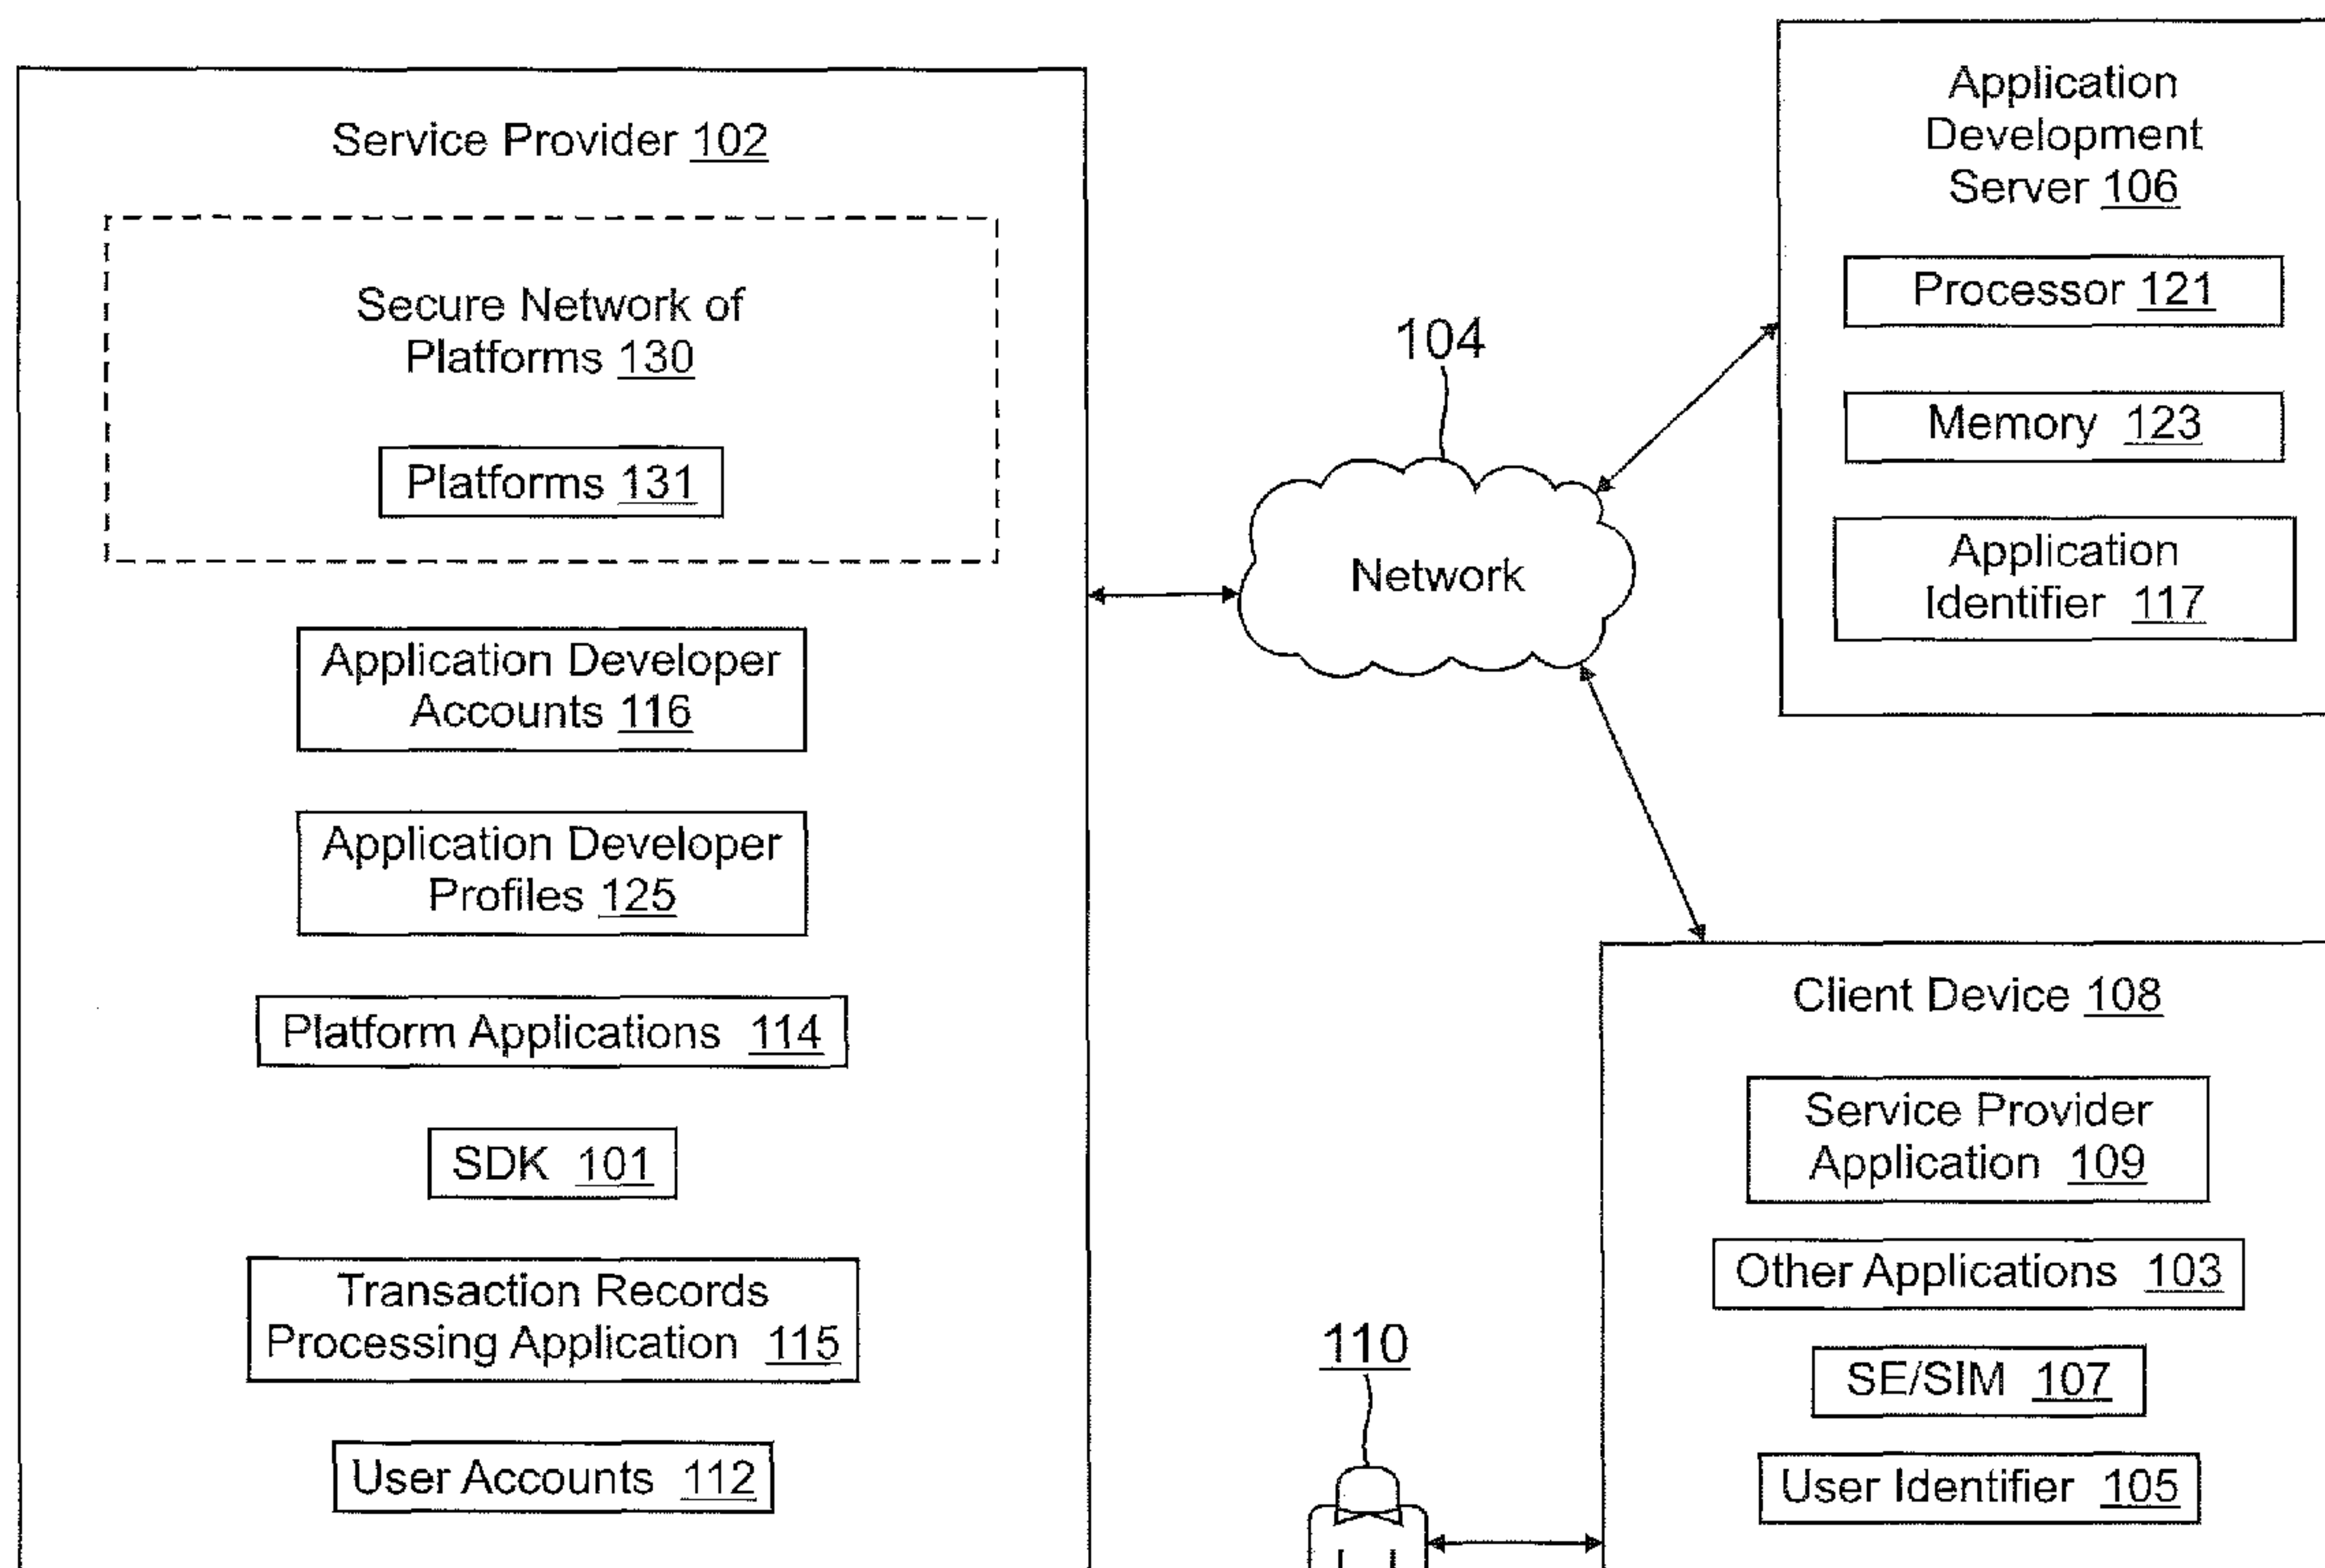 Service Provider 102
Secure Network of
Platforms 130
Platforms 131
Application Developer
Accounts 116
Application Developer
Profiles 125
Platform Applications 114
SDK 101
Transaction Records
Processing Application 115
User Accounts 112
104
Network
110
Application
Development
Server 106
Processor 121
Memory 123
Application
Identifier 117
Client Device 108
Service Provider
Application 109
Other Applications 103
SE/SIM 107
User Identifier 105